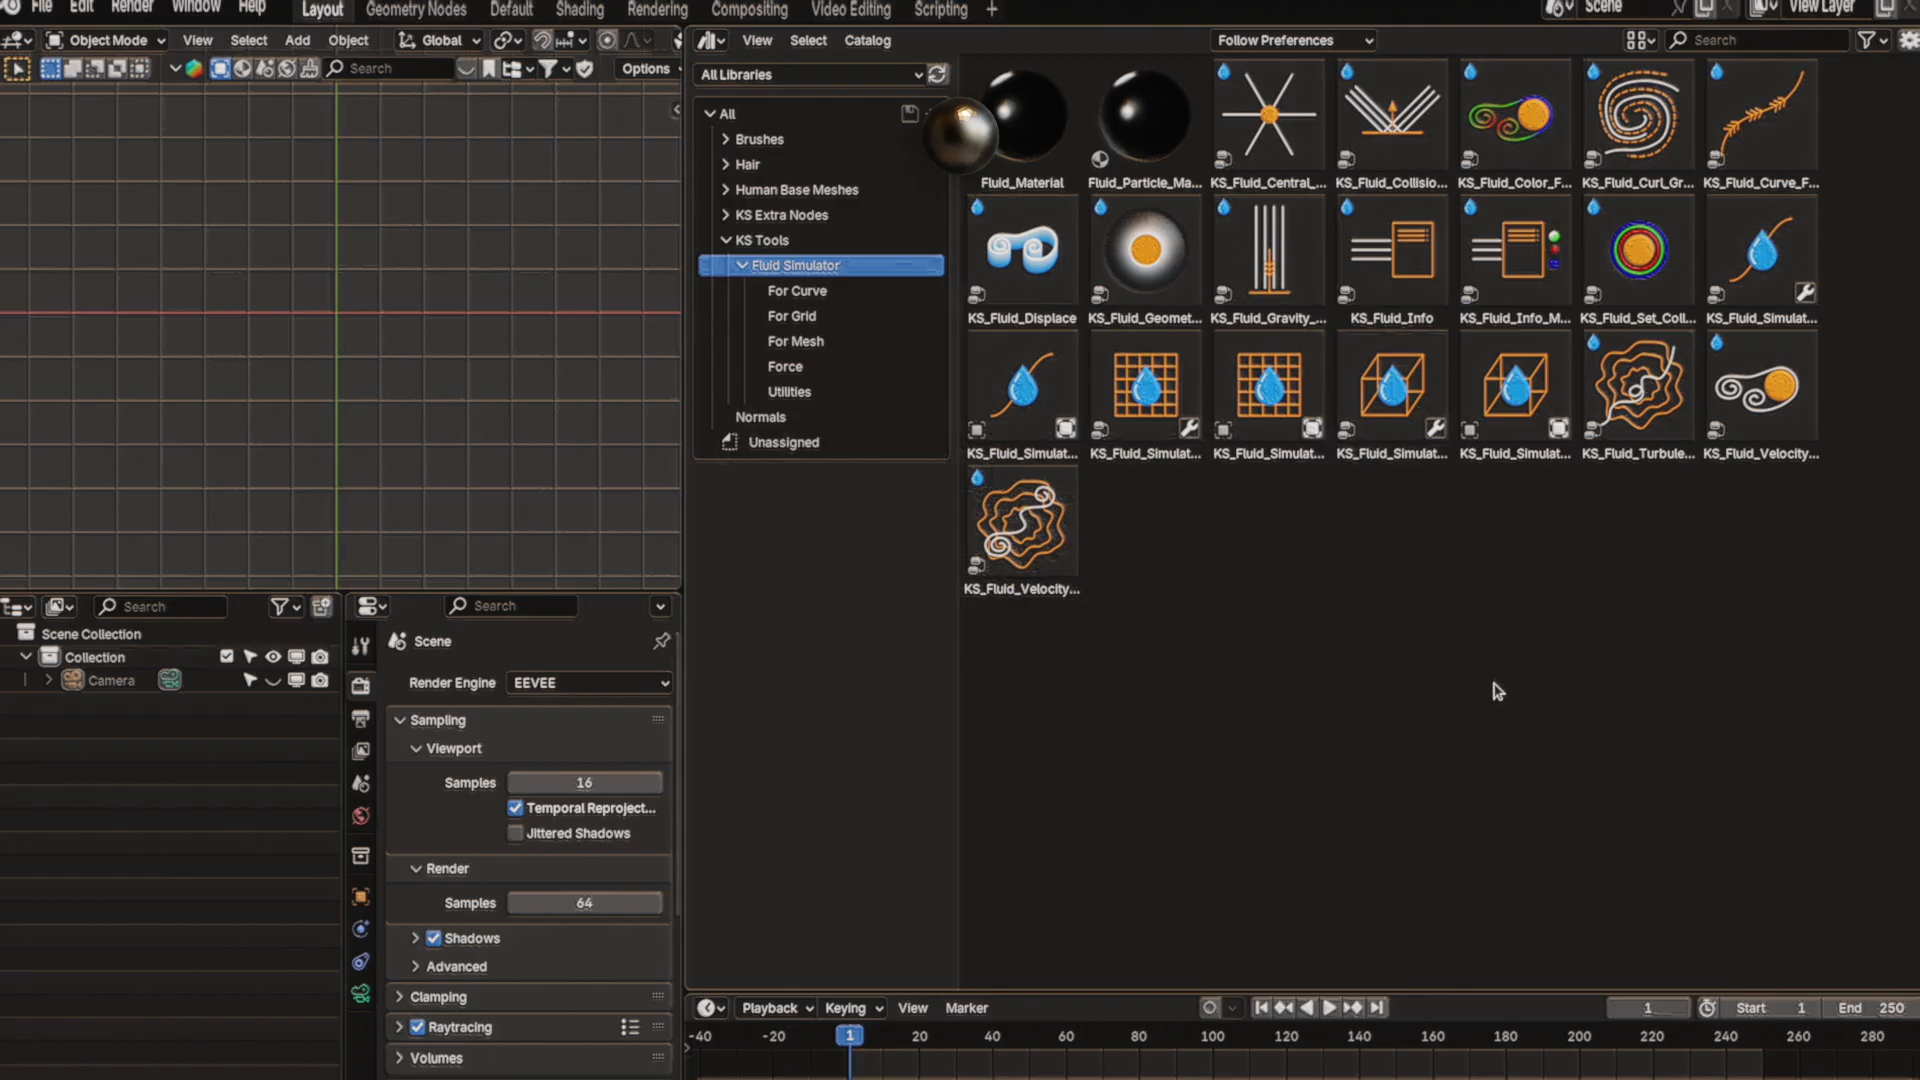 File Edit Render Window Help Layout Geometry Nodes Default Shading Rendering Compositing Video Editing Scripting + Scene View Layer
Object Mode View Select Add Object Global View Select Catalog Follow Preferences Search
Search Options All Libraries
All
Brushes
Hair
Human Base Meshes
KS Extra Nodes
KS Tools
Fluid Simulator
For Curve
For Grid
For Mesh
Force
Utilities
Normals
Unassigned
Fluid_Material Fluid_Particle_Ma... KS_Fluid_Central_... KS_Fluid_Collisio... KS_Fluid_Color_F... KS_Fluid_Curl_Gr... KS_Fluid_Curve_F...
KS_Fluid_Displace KS_Fluid_Geomet... KS_Fluid_Gravity_... KS_Fluid_Info KS_Fluid_Info_M... KS_Fluid_Set_Coll... KS_Fluid_Simulat...
KS_Fluid_Simulat... KS_Fluid_Simulat... KS_Fluid_Simulat... KS_Fluid_Simulat... KS_Fluid_Simulat... KS_Fluid_Turbule... KS_Fluid_Velocity...
KS_Fluid_Velocity...
Search Search
Scene Collection
Collection
Camera
Scene
Render Engine EEVEE
Sampling
Viewport
Samples 16
Temporal Reproject...
Jittered Shadows
Render
Samples 64
Shadows
Advanced
Clamping
Raytracing
Volumes
Playback Keying View Marker 1 Start 1 End 250
-40 -20 1 20 40 60 80 100 120 140 160 180 200 220 240 260 280